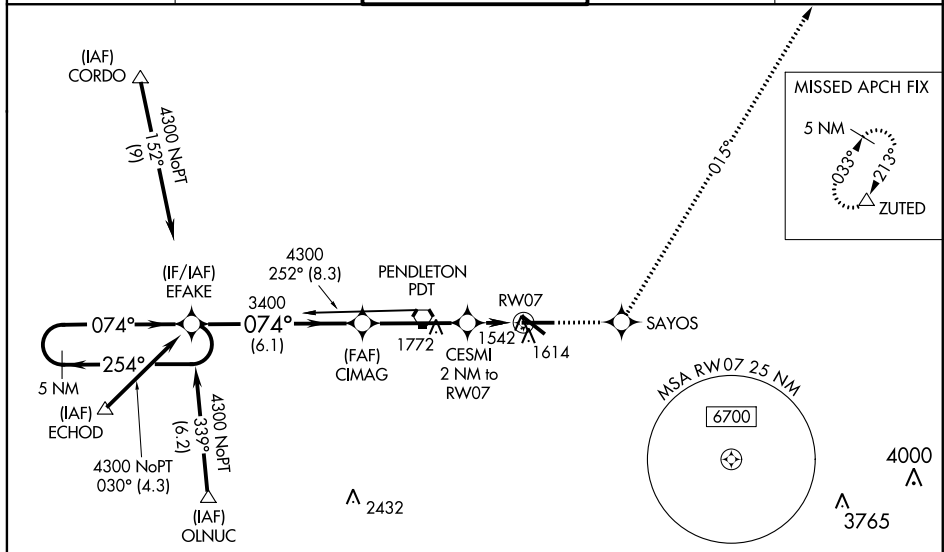 (IAF)
CORDO
4300 NoPT
152°
(9)
MISSED APCH FIX
5 NM
033°
213°
ZUTED
015°
(IF/IAF)
EFAKE
4300
252° (8.3)
PENDLETON
PDT
3400
074°
074°
(6.1)
RW07
SAYOS
1772
1542
1614
(FAF)
CIMAG
CESMI
2 NM to
RW07
254°
5 NM
(IAF)
ECHOD
4300 NoPT
030° (4.3)
4300 NoPT
339°
(6.2)
(IAF)
OLNUC
2432
MSA RW07 25 NM
6700
4000
3765